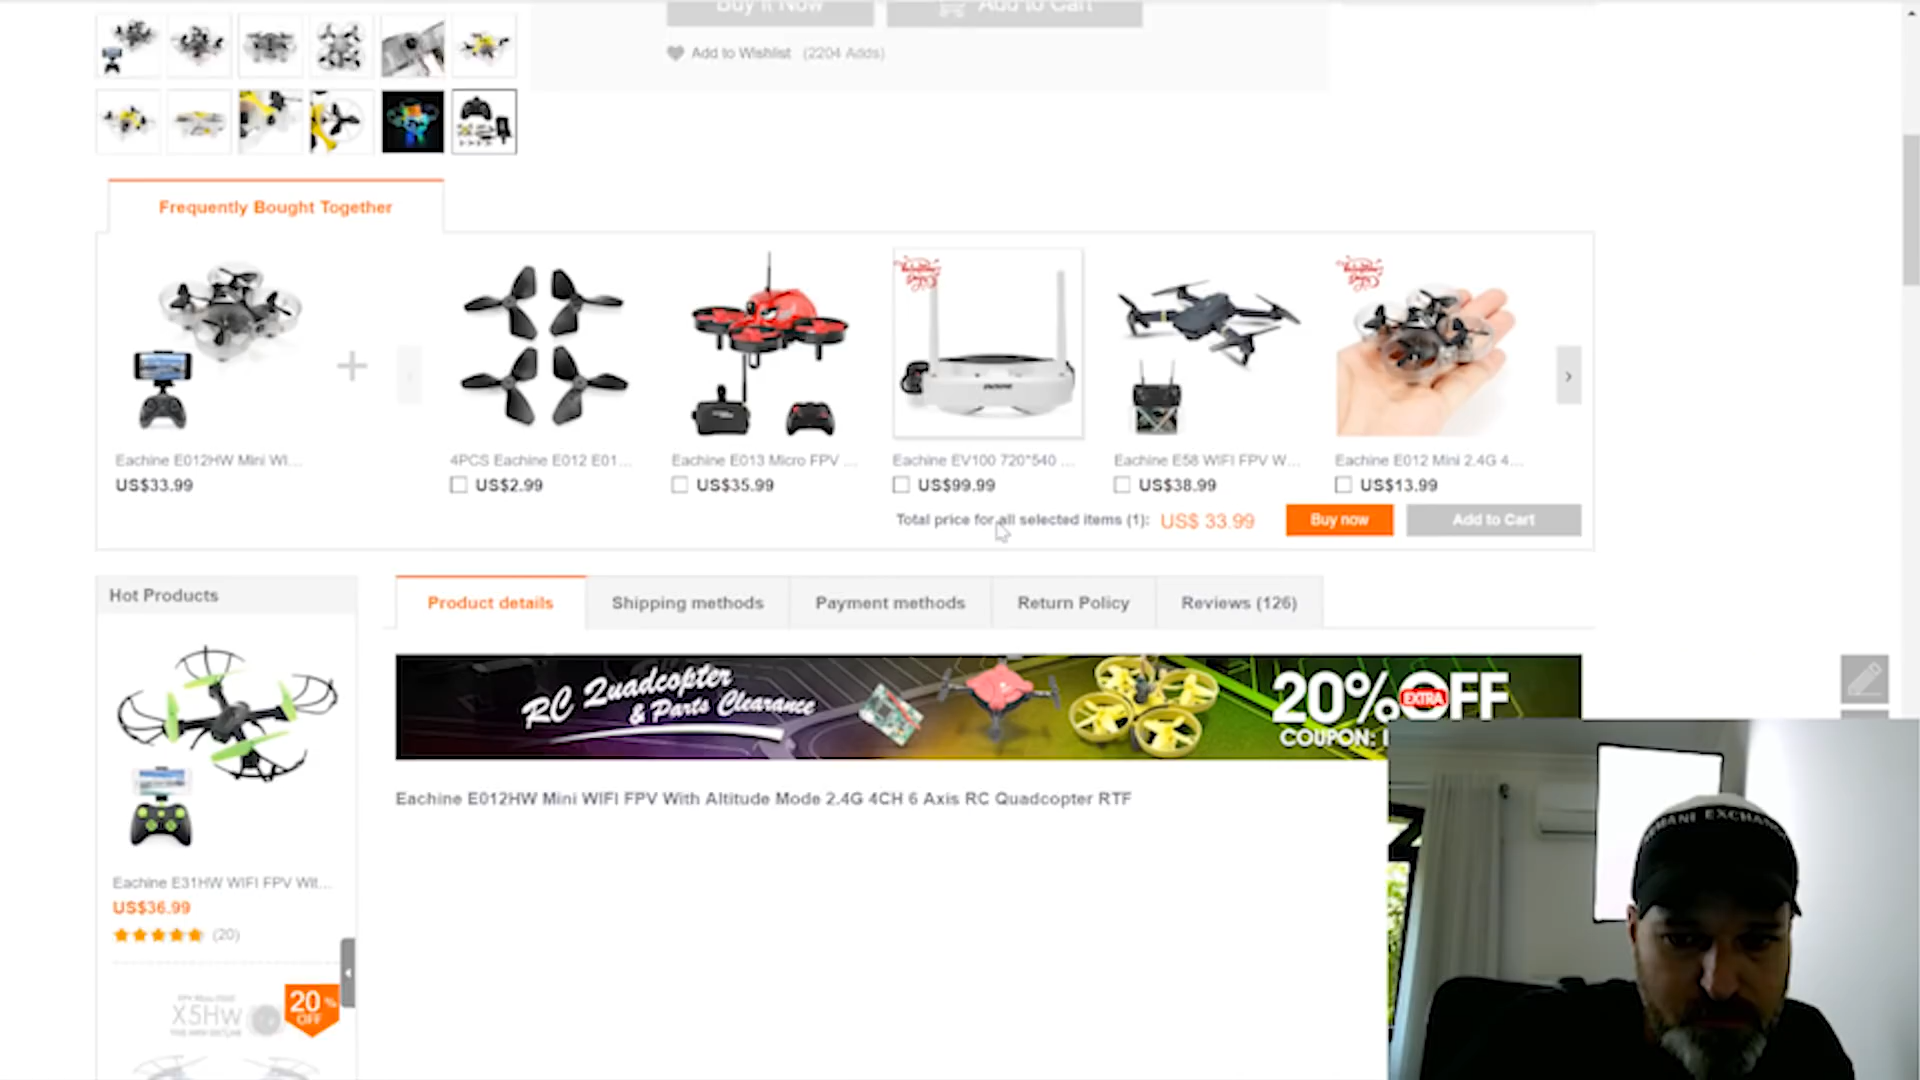 Buy It Now
Add to Cart
Add to Wishlist (2204 Adds)
Frequently Bought Together
Eachine E012HW Mini WI...
US$33.99
4PCS Eachine E012 E01...
US$2.99
Eachine E013 Micro FPV ...
US$35.99
Eachine EV100 720*540 ...
US$99.99
Eachine E58 WIFI FPV W...
US$38.99
Eachine E012 Mini 2.4G 4...
US$13.99
Total price for all selected items (1): US$ 33.99
Buy now
Add to Cart
Hot Products
Product details
Shipping methods
Payment methods
Return Policy
Reviews (126)
RC Quadcopter
& Parts Clearance
20% EXTRA OFF
COUPON:
Eachine E012HW Mini WIFI FPV With Altitude Mode 2.4G 4CH 6 Axis RC Quadcopter RTF
Eachine E31HW WIFI FPV Wit...
US$36.99
(20)
20% OFF
X5HW
ARMANI EXCHANGE